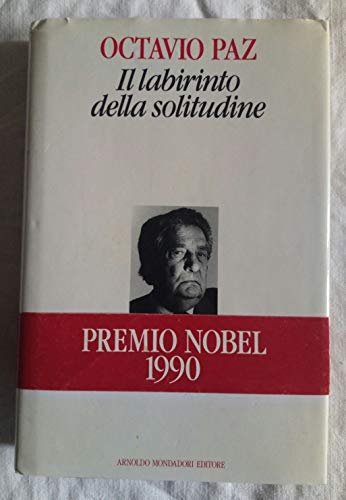 OCTAVIO PAZ
Il labirinto
della solitudine
PREMIO NOBEL
1990
ARNOLDO MONDADORI EDITORE